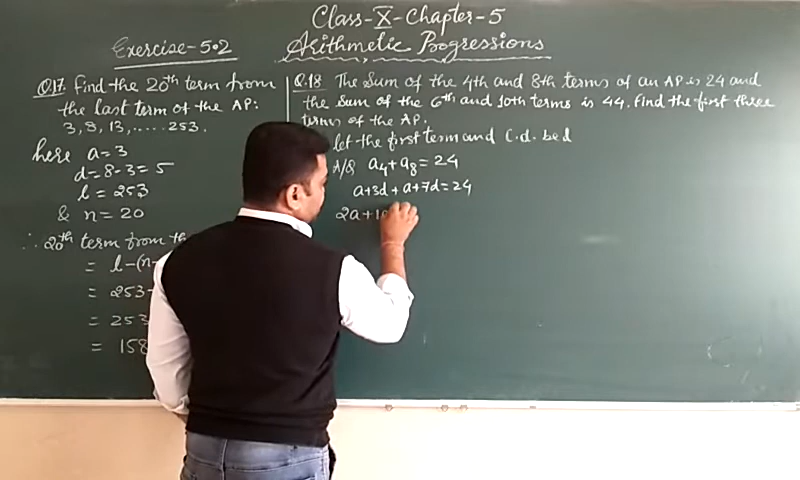 Class-X-Chapter-5
Exercise-5.2 Arithmetic Progressions
Q.17. Find the 20th term from
the last term of the AP:
3, 8, 13, ..... 253.
here a=3
d=8-3=5
l=253
& n=20
∴ 20th term from th
= l-(n-
= 253-
= 253
= 158
Q.18 The Sum of the 4th and 8th terms of an AP is 24 and
the Sum of the 6th and 10th terms is 44. Find the first three
terms of the AP.
let the first term and C.d. be d
A/Q a₄+a₈=24
a+3d+a+7d=24
2a+1